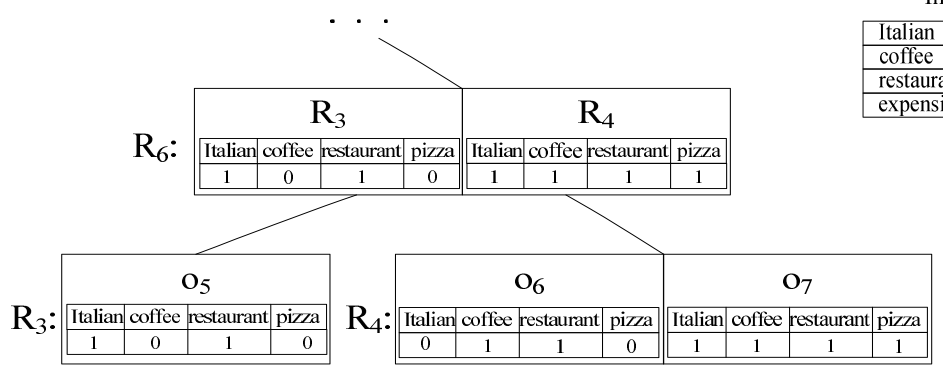 . . .
Italian
coffee
restaura
expensi
R3 R4
R6:
Italian coffee restaurant pizza Italian coffee restaurant pizza
1 0 1 0 1 1 1 1
o5 o6 o7
R3: Italian coffee restaurant pizza R4: Italian coffee restaurant pizza Italian coffee restaurant pizza
1 0 1 0 0 1 1 0 1 1 1 1